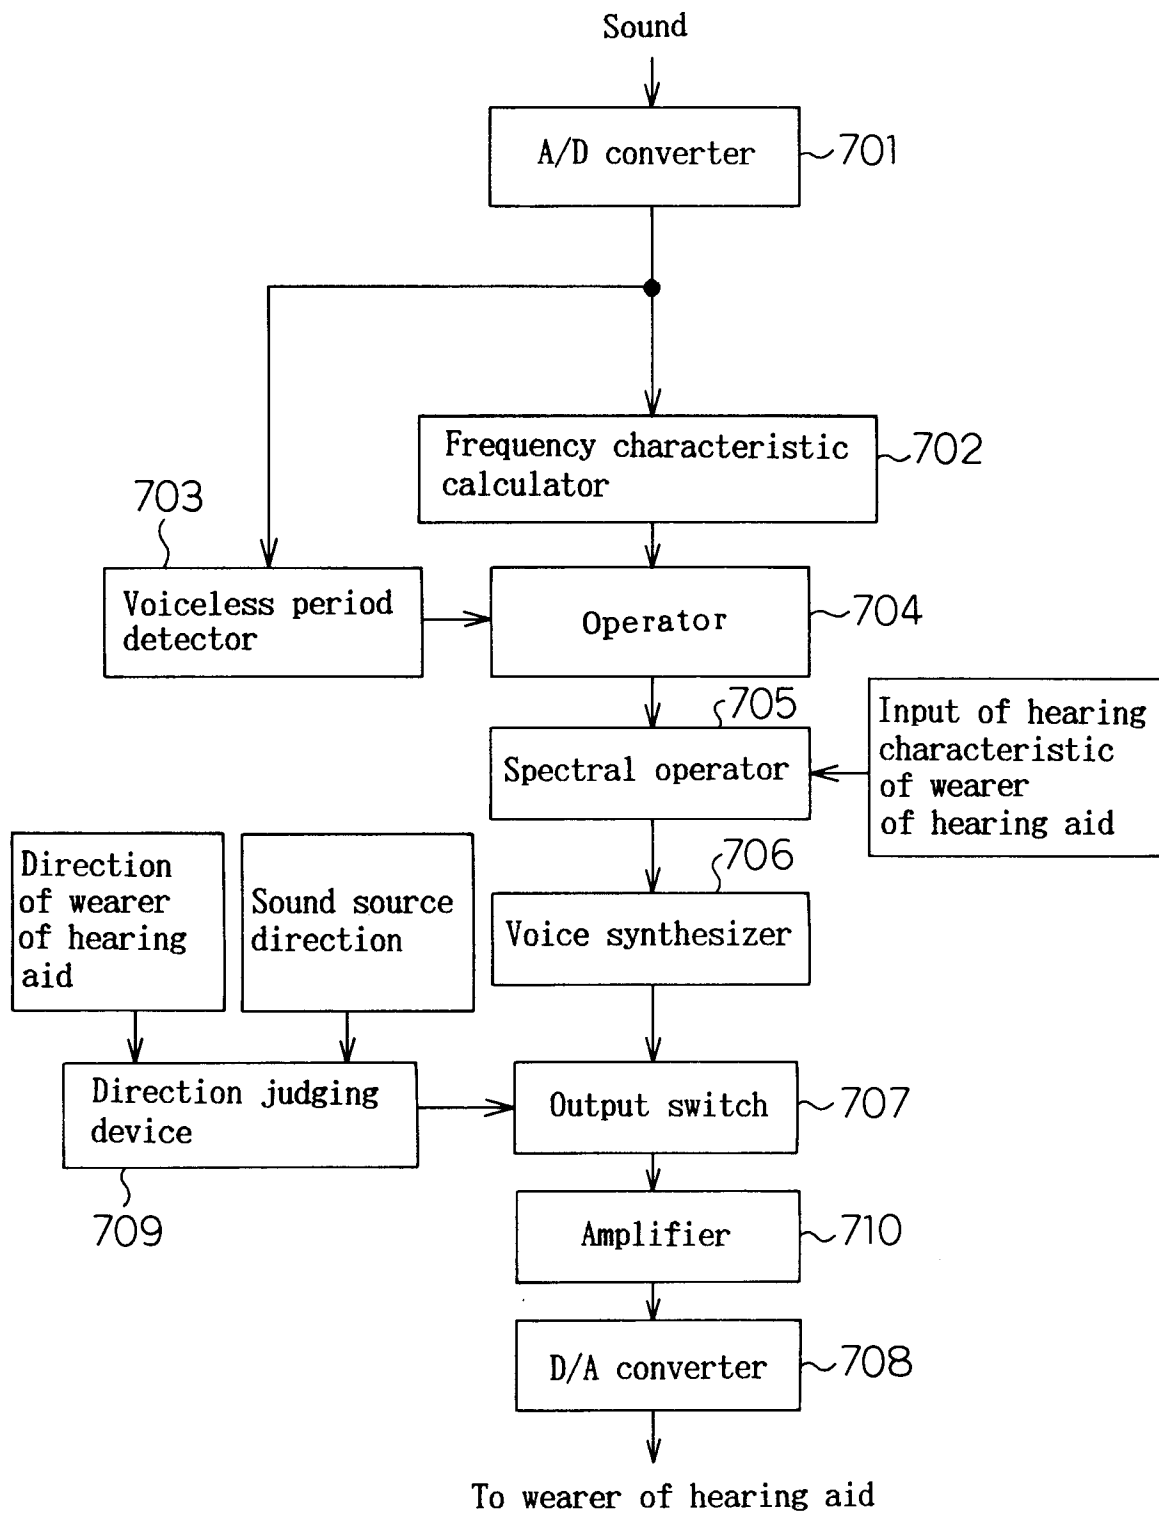 Sound
A/D converter
701
Frequency characteristic
calculator
702
703
Voiceless period
detector
Operator
704
705
Spectral operator
Input of hearing
characteristic
of wearer
of hearing aid
Direction
of wearer
of hearing
aid
Sound source
direction
706
Voice synthesizer
Direction judging
device
709
Output switch
707
Amplifier
710
D/A converter
708
To wearer of hearing aid